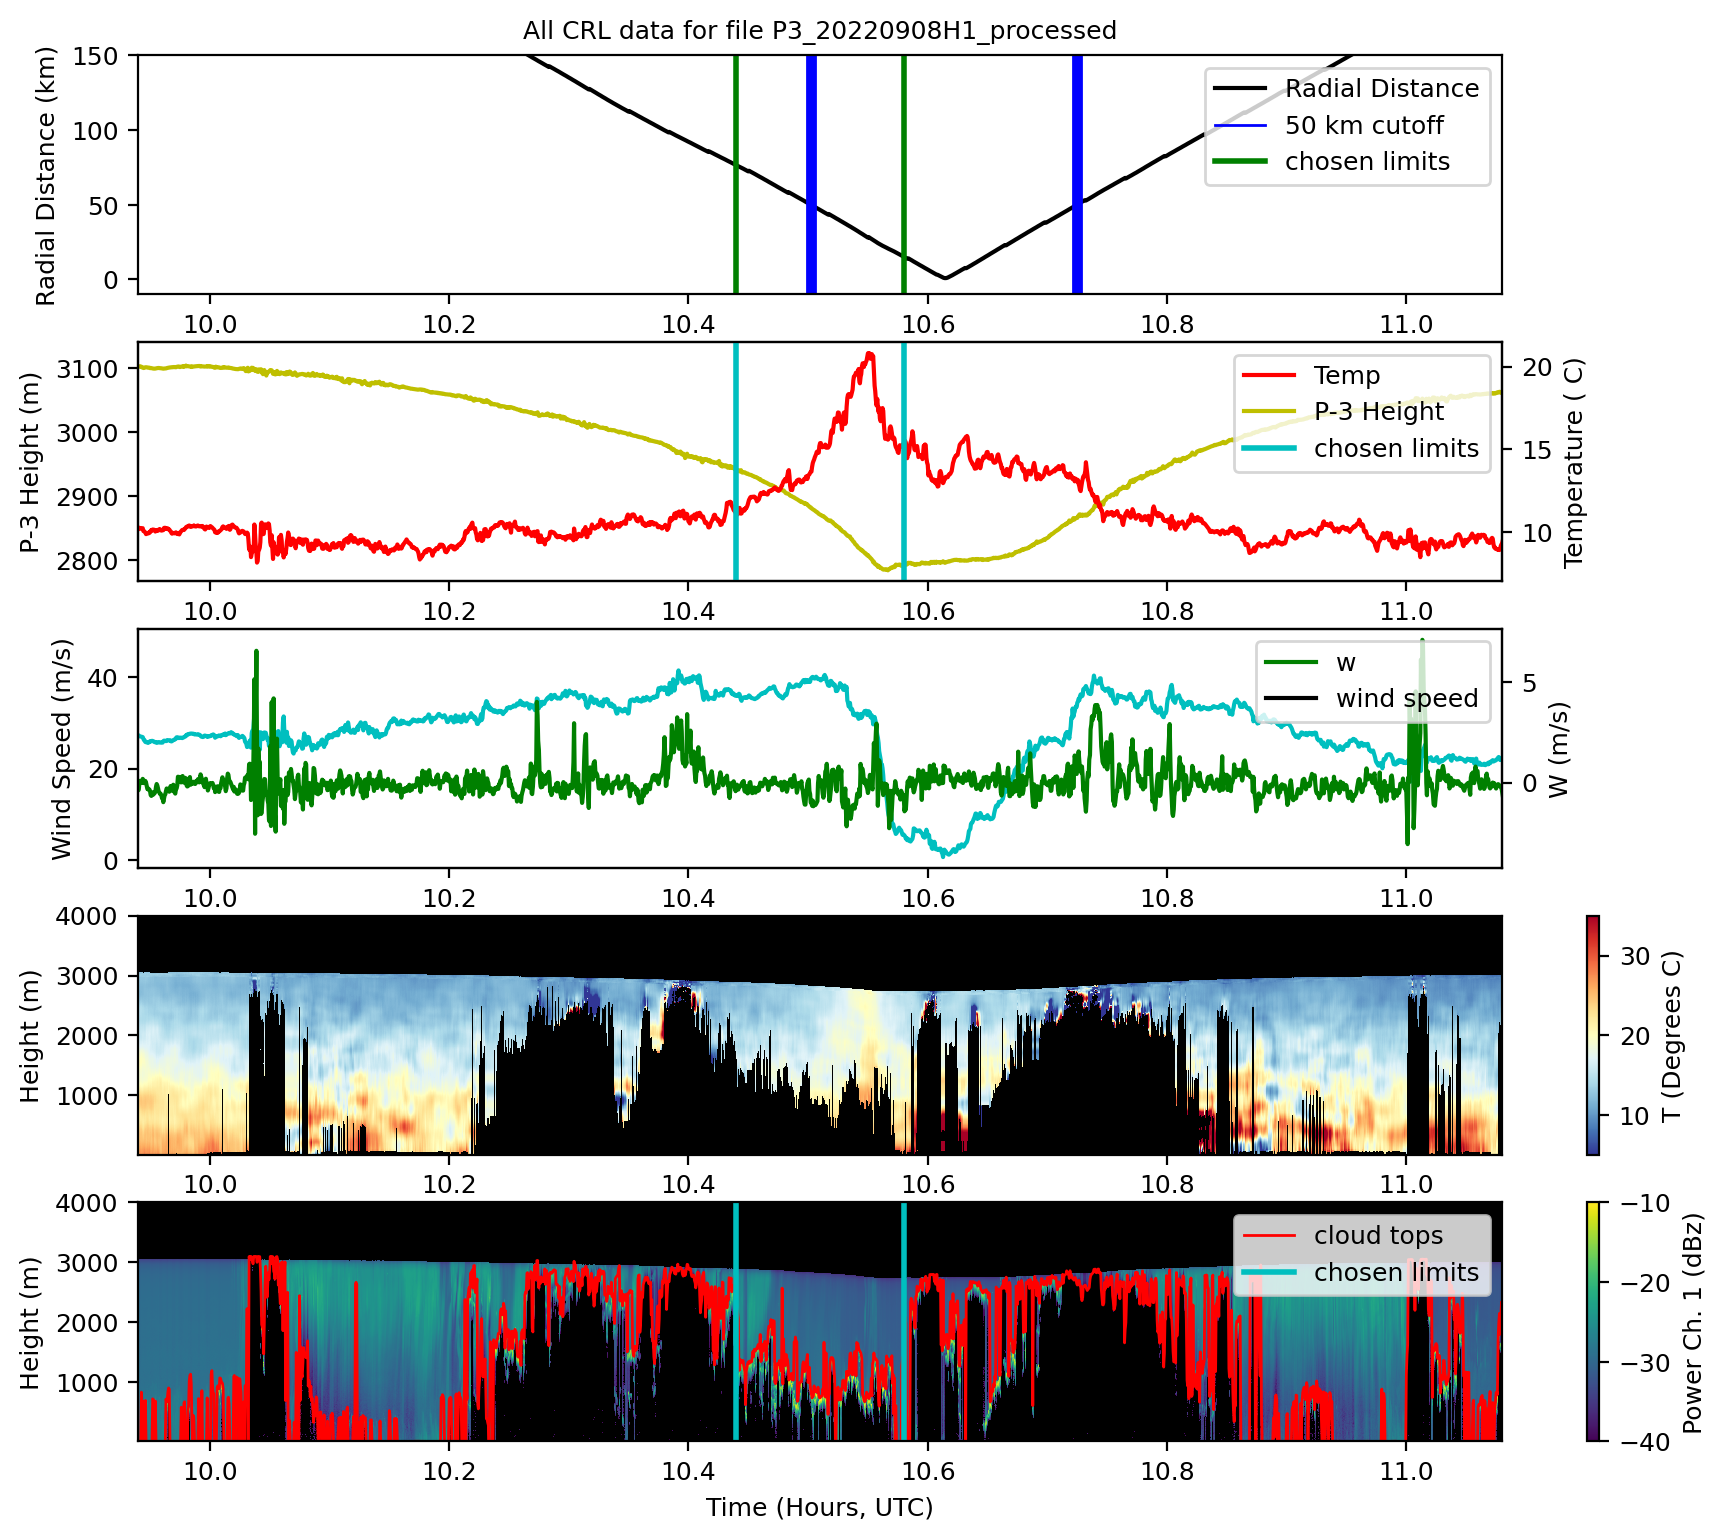 All CRL data for file P3_20220908H1_processed
Radial Distance (km)
150
100
50
0
Radial Distance
50 km cutoff
chosen limits
10.0 10.2 10.4 10.6 10.8 11.0
P-3 Height (m)
3100
3000
2900
2800
Temp
P-3 Height
chosen limits
20
15
10
Temperature ( C)
10.0 10.2 10.4 10.6 10.8 11.0
Wind Speed (m/s)
40
20
0
w
wind speed
5
0
W (m/s)
10.0 10.2 10.4 10.6 10.8 11.0
Height (m)
4000
3000
2000
1000
30
20
10
T (Degrees C)
10.0 10.2 10.4 10.6 10.8 11.0
Height (m)
4000
3000
2000
1000
cloud tops
chosen limits
−10
−20
−30
−40
Power Ch. 1 (dBz)
10.0 10.2 10.4 10.6 10.8 11.0
Time (Hours, UTC)